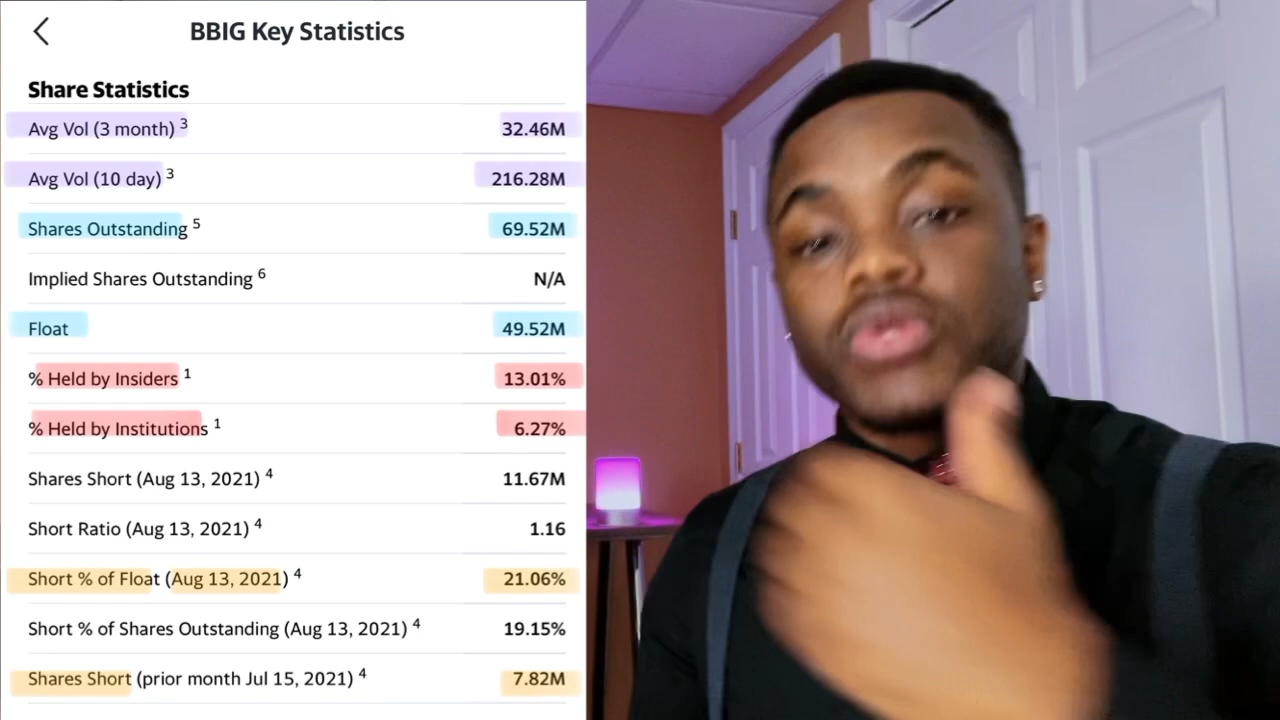 BBIG Key Statistics
Share Statistics
Avg Vol (3 month) 3 32.46M
Avg Vol (10 day) 3 216.28M
Shares Outstanding 5 69.52M
Implied Shares Outstanding 6 N/A
Float 49.52M
% Held by Insiders 1 13.01%
% Held by Institutions 1 6.27%
Shares Short (Aug 13, 2021) 4 11.67M
Short Ratio (Aug 13, 2021) 4 1.16
Short % of Float (Aug 13, 2021) 4 21.06%
Short % of Shares Outstanding (Aug 13, 2021) 4 19.15%
Shares Short (prior month Jul 15, 2021) 4 7.82M